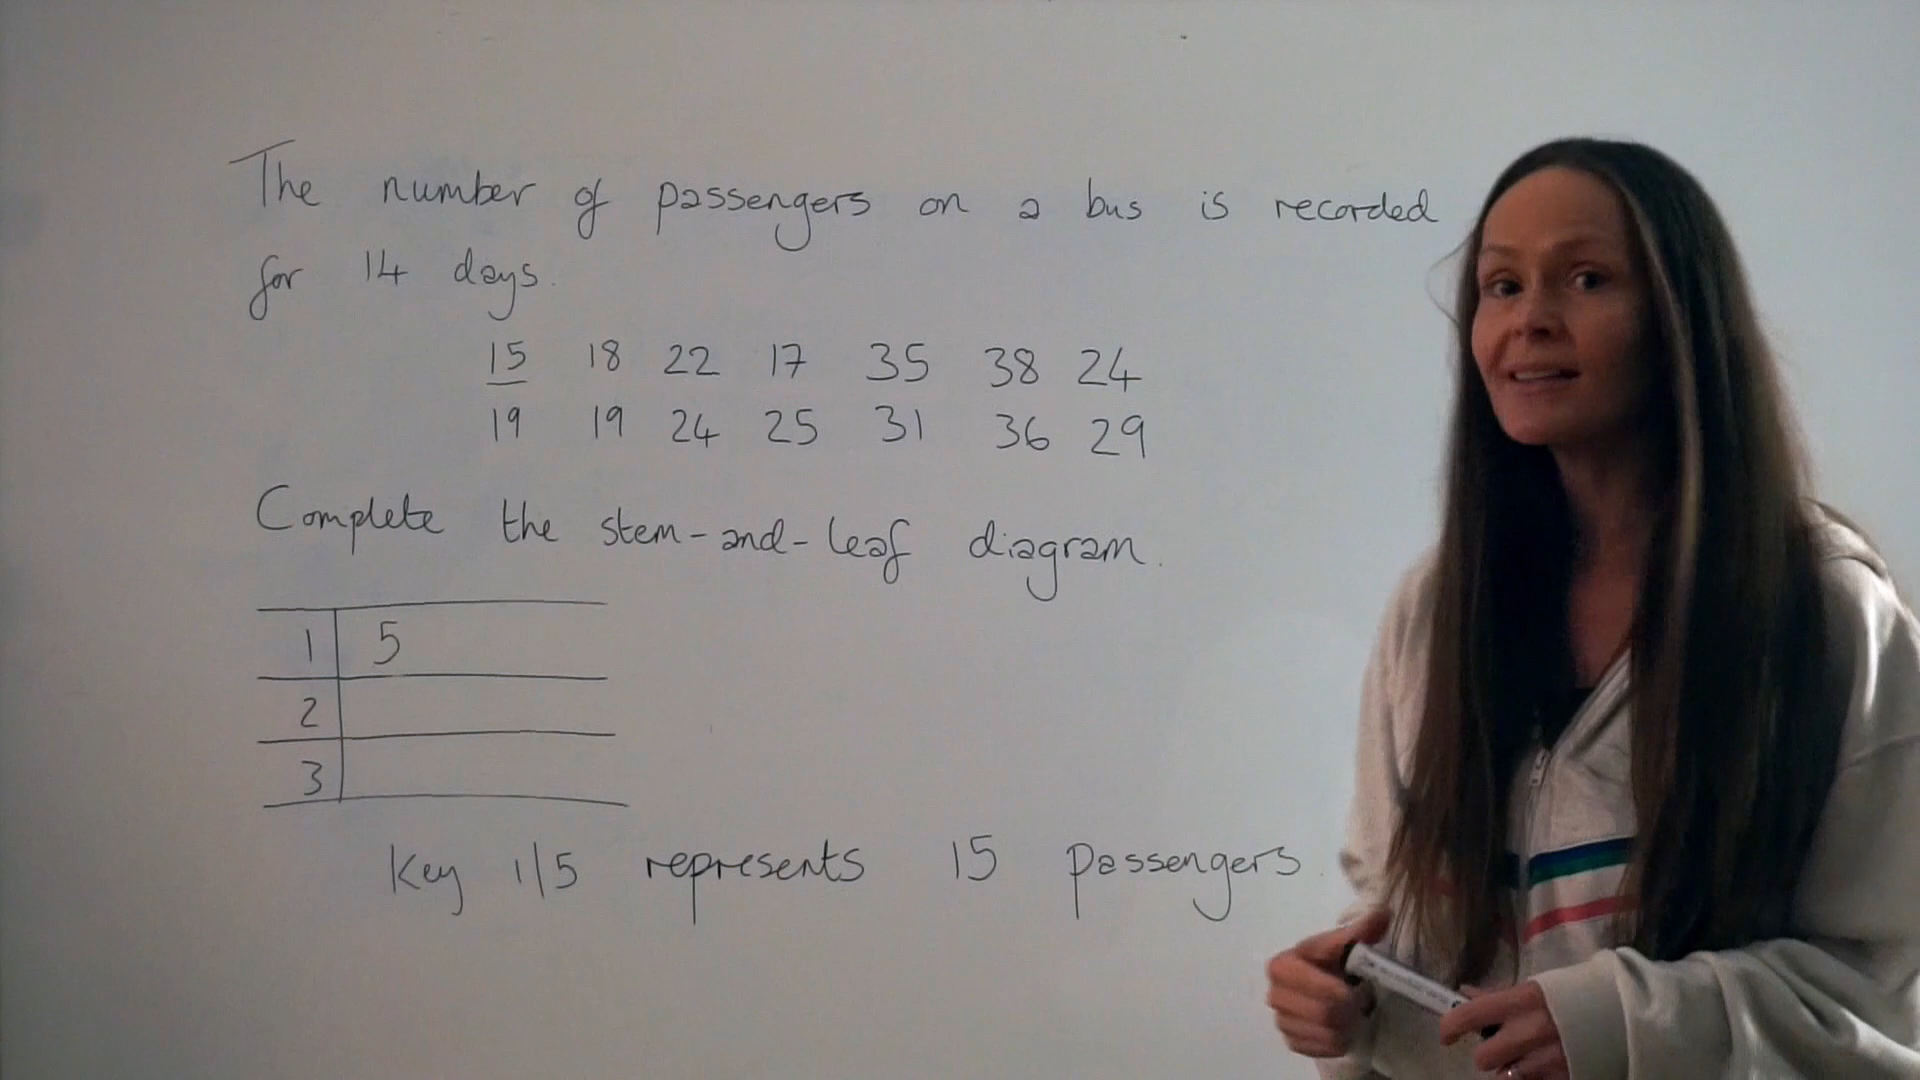 The number of passengers on a bus is recorded
for 14 days.
15 18 22 17 35 38 24
19 19 24 25 31 36 29
Complete the stem-and-leaf diagram.
1 5
2
3
Key 1|5 represents 15 passengers.